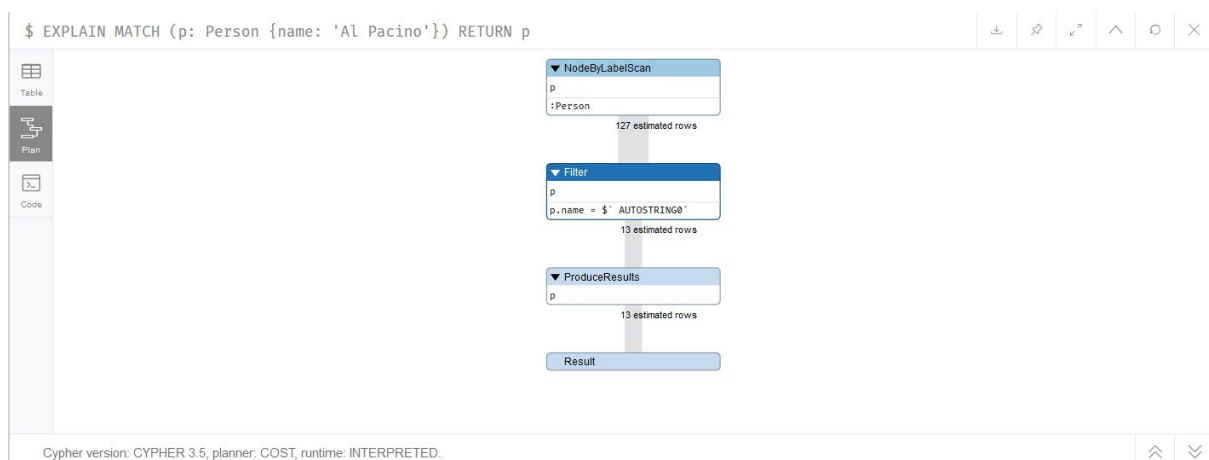 $ EXPLAIN MATCH (p: Person {name: 'Al Pacino'}) RETURN p
Table
Plan
Code
NodeByLabelScan
p
:Person
127 estimated rows
Filter
p
p.name = $` AUTOSTRING0`
13 estimated rows
ProduceResults
p
13 estimated rows
Result
Cypher version: CYPHER 3.5, planner: COST, runtime: INTERPRETED.